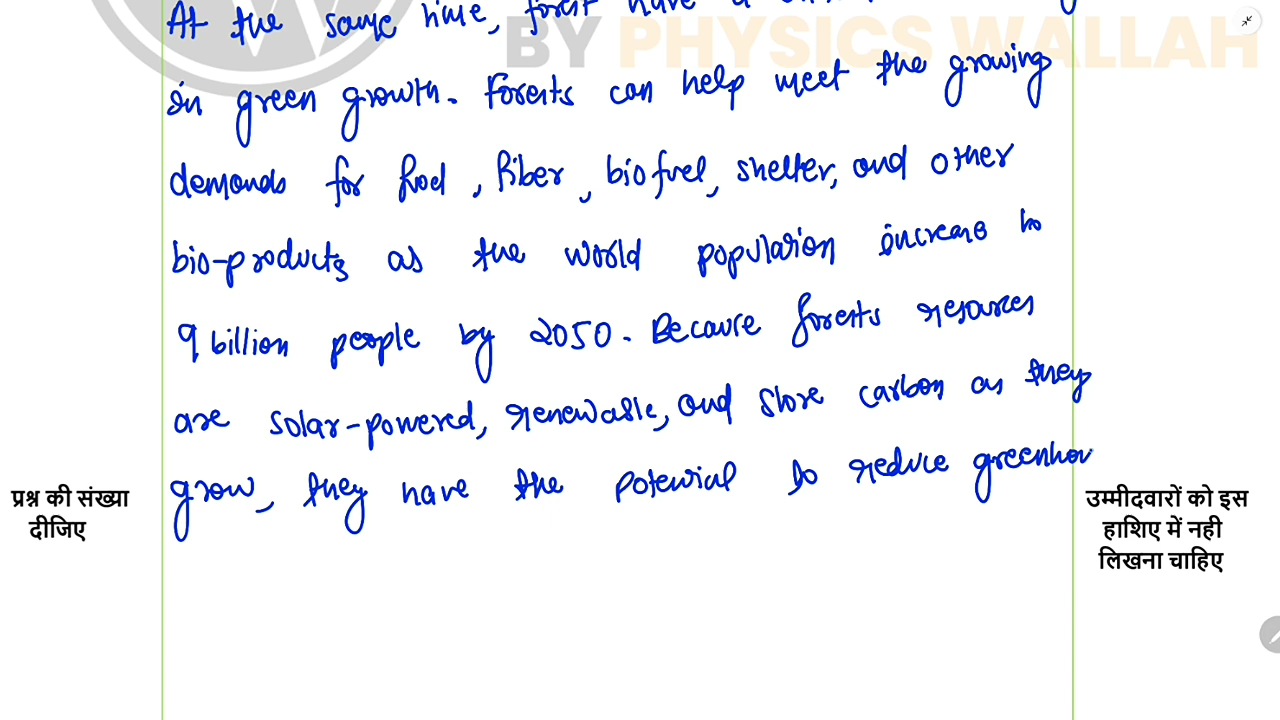 At the same time, forest have a
BY PHYSICS WALLAH
in green growth. Forests can help meet the growing
demands for food, fiber, biofuel, shelter, and other
bio-products as the world population increase to
9 billion people by 2050. Because forests resources
are solar-powered, renewable, and store carbon as they
grow, they have the potential to reduce greenhou
प्रश्न की संख्या
दीजिए
उम्मीदवारों को इस
हाशिए में नही
लिखना चाहिए